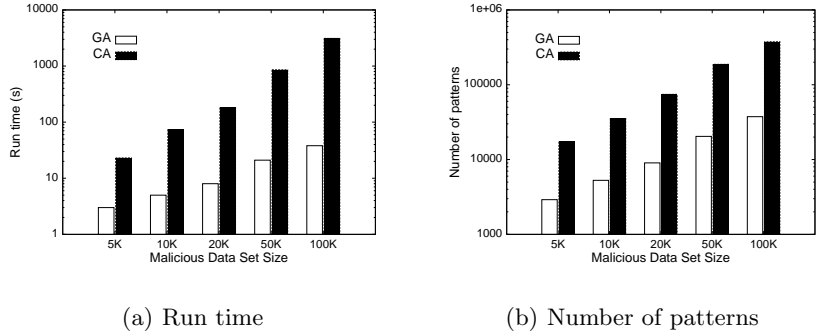 GA
CA
10000
1000
100
10
1
Run time (s)
5K 10K 20K 50K 100K
Malicious Data Set Size
(a) Run time
GA
CA
1e+06
100000
10000
1000
Number of patterns
5K 10K 20K 50K 100K
Malicious Data Set Size
(b) Number of patterns